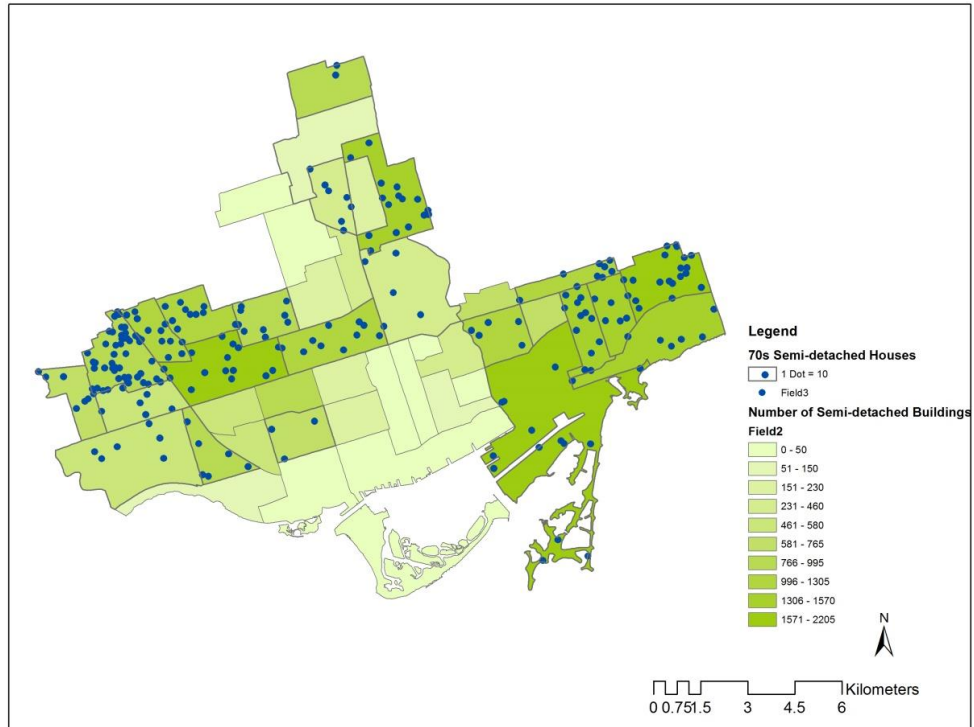 Legend
70s Semi-detached Houses
1 Dot = 10
Field3
Number of Semi-detached Buildings
Field2
0 - 50
51 - 150
151 - 230
231 - 460
461 - 580
581 - 765
766 - 995
996 - 1305
1306 - 1570
1571 - 2205
N
Kilometers
0 0.751.5 3 4.5 6